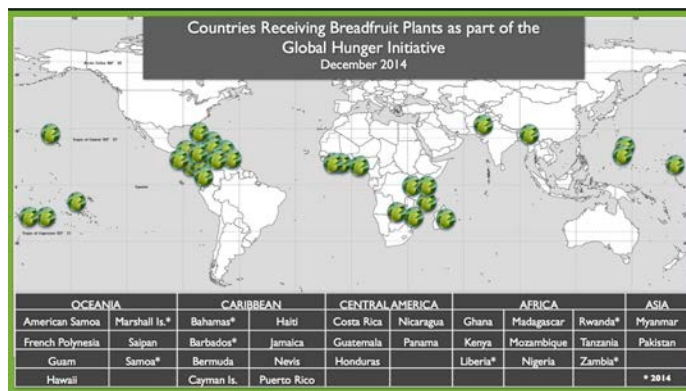 Countries Receiving Breadfruit Plants as part of the
Global Hunger Initiative
December 2014
Equator
OCEANIA CARIBBEAN CENTRAL AMERICA AFRICA ASIA
American Samoa Marshall Is.* Bahamas* Haiti Costa Rica Nicaragua Ghana Madagascar Rwanda* Myanmar
French Polynesia Saipan Barbados* Jamaica Guatemala Panama Kenya Mozambique Tanzania Pakistan
Guam Samoa* Bermuda Nevis Honduras Liberia* Nigeria Zambia*
Hawaii Cayman Is. Puerto Rico * 2014